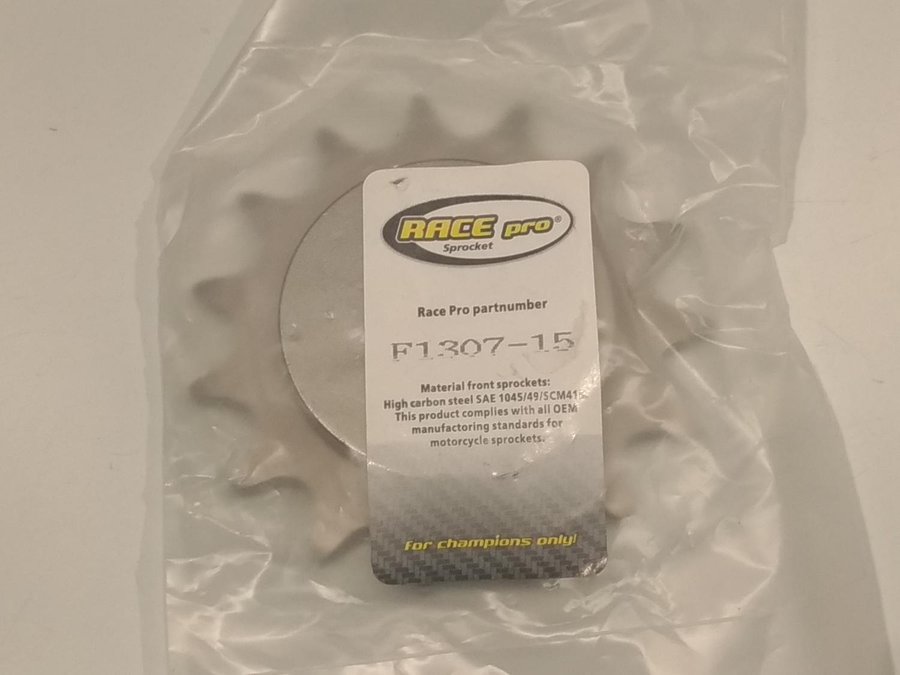 RACE pro®
Sprocket
Race Pro partnumber
F1307-15
Material front sprockets:
High carbon steel SAE 1045/49/SCM41
This product complies with all OEM
manufactoring standards for
motorcycle sprockets.
for champions only!